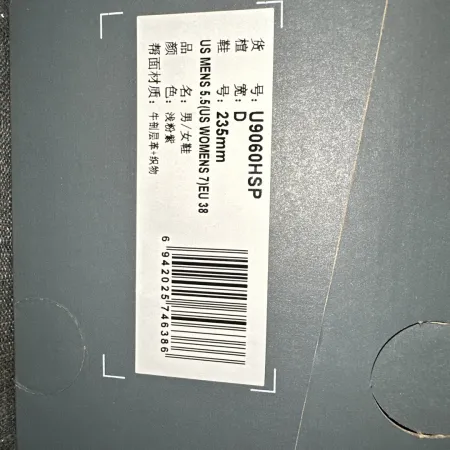 货 号: U9060HSP
楦 宽: D
鞋 号: 235mm
US MENS 5.5(US WOMENS 7)EU 38
品 名: 男/女鞋
颜 色: 浅粉紫
帮面材质: 牛剖层革+织物
6 942025 746386